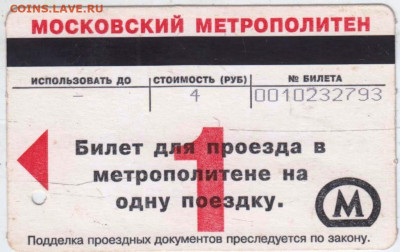 COINS.LAVE.RU
МОСКОВСКИЙ МЕТРОПОЛИТЕН
ИСПОЛЬЗОВАТЬ ДО СТОИМОСТЬ (РУБ) № БИЛЕТА
– 4 0010232793
1
Билет для проезда в
метрополитене на
одну поездку.
М
Подделка проездных документов преследуется по закону.